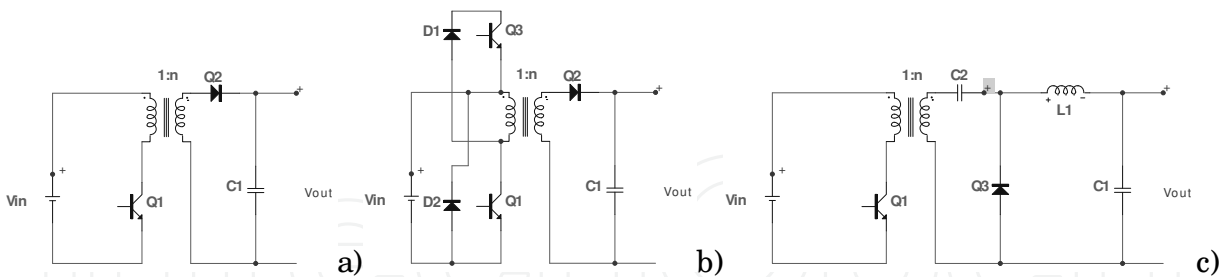 1:n
Q2
+
+
Vin
Q1
C1
Vout
a)
D1
Q3
1:n
Q2
+
+
Vin
D2
Q1
C1
Vout
b)
1:n
C2
+
+
-
L1
+
+
Vin
Q1
Q3
C1
Vout
c)